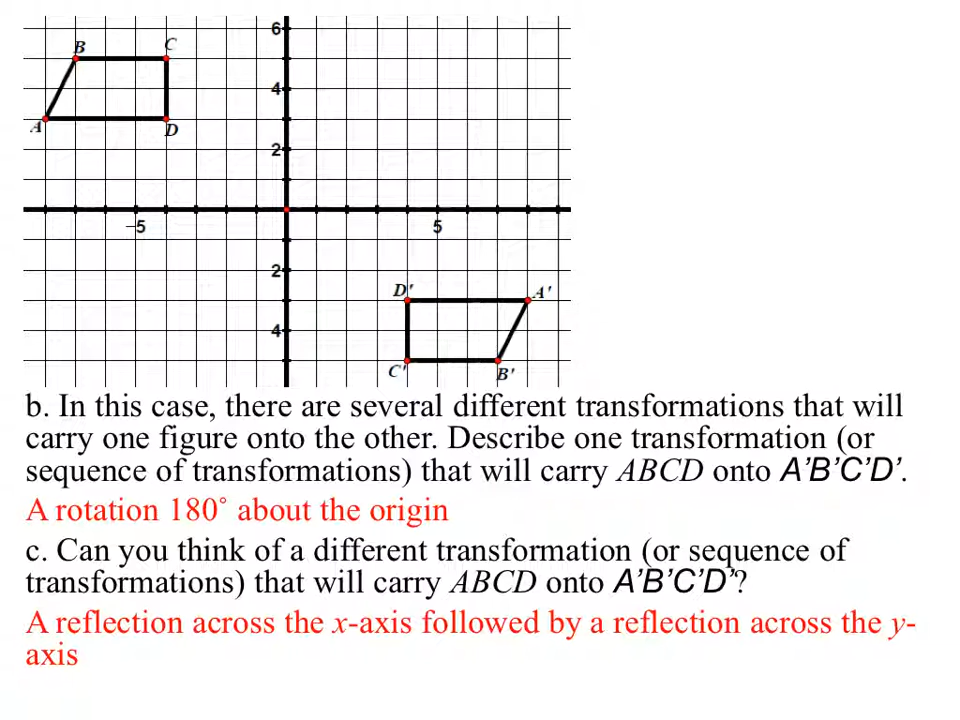 6
B
C
4
A
D
2
–5
5
2
D'
A'
4
C'
B'
b. In this case, there are several different transformations that will
carry one figure onto the other. Describe one transformation (or
sequence of transformations) that will carry ABCD onto A’B’C’D’.
A rotation 180˚ about the origin
c. Can you think of a different transformation (or sequence of
transformations) that will carry ABCD onto A’B’C’D’?
A reflection across the x-axis followed by a reflection across the y-
axis